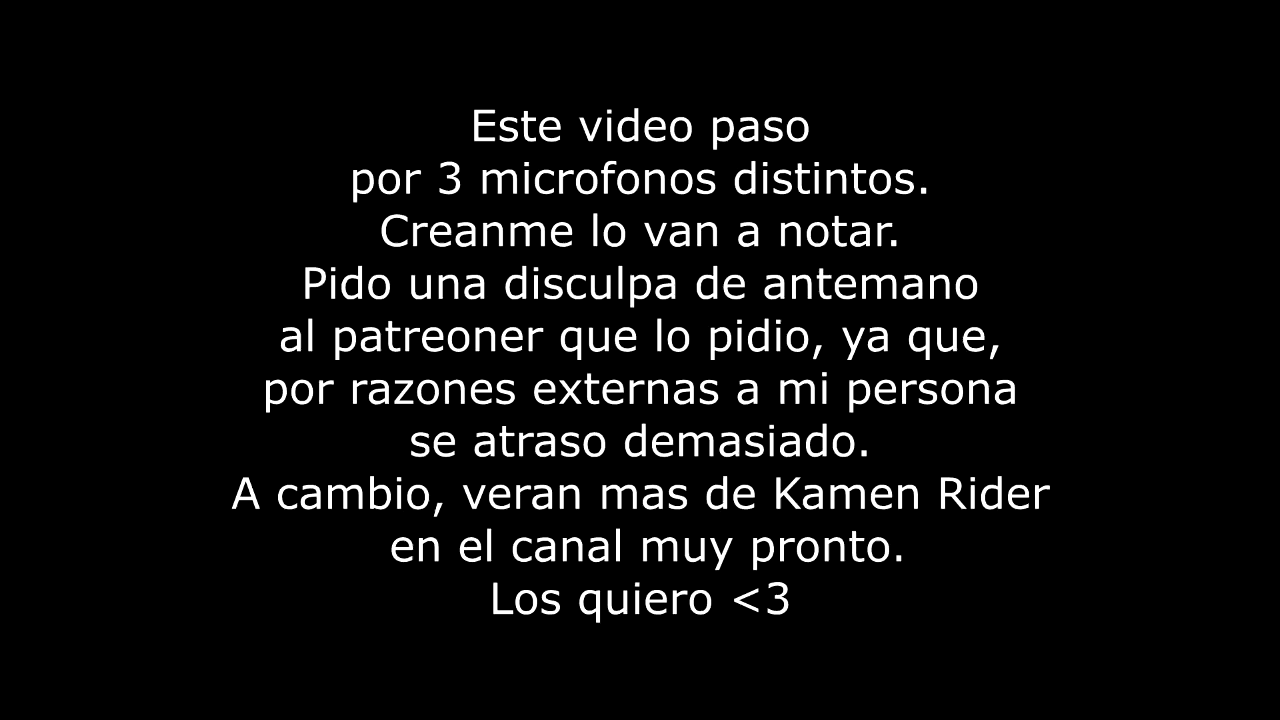 Este video paso
por 3 microfonos distintos.
Creanme lo van a notar.
Pido una disculpa de antemano
al patreoner que lo pidio, ya que,
por razones externas a mi persona
se atraso demasiado.
A cambio, veran mas de Kamen Rider
en el canal muy pronto.
Los quiero <3